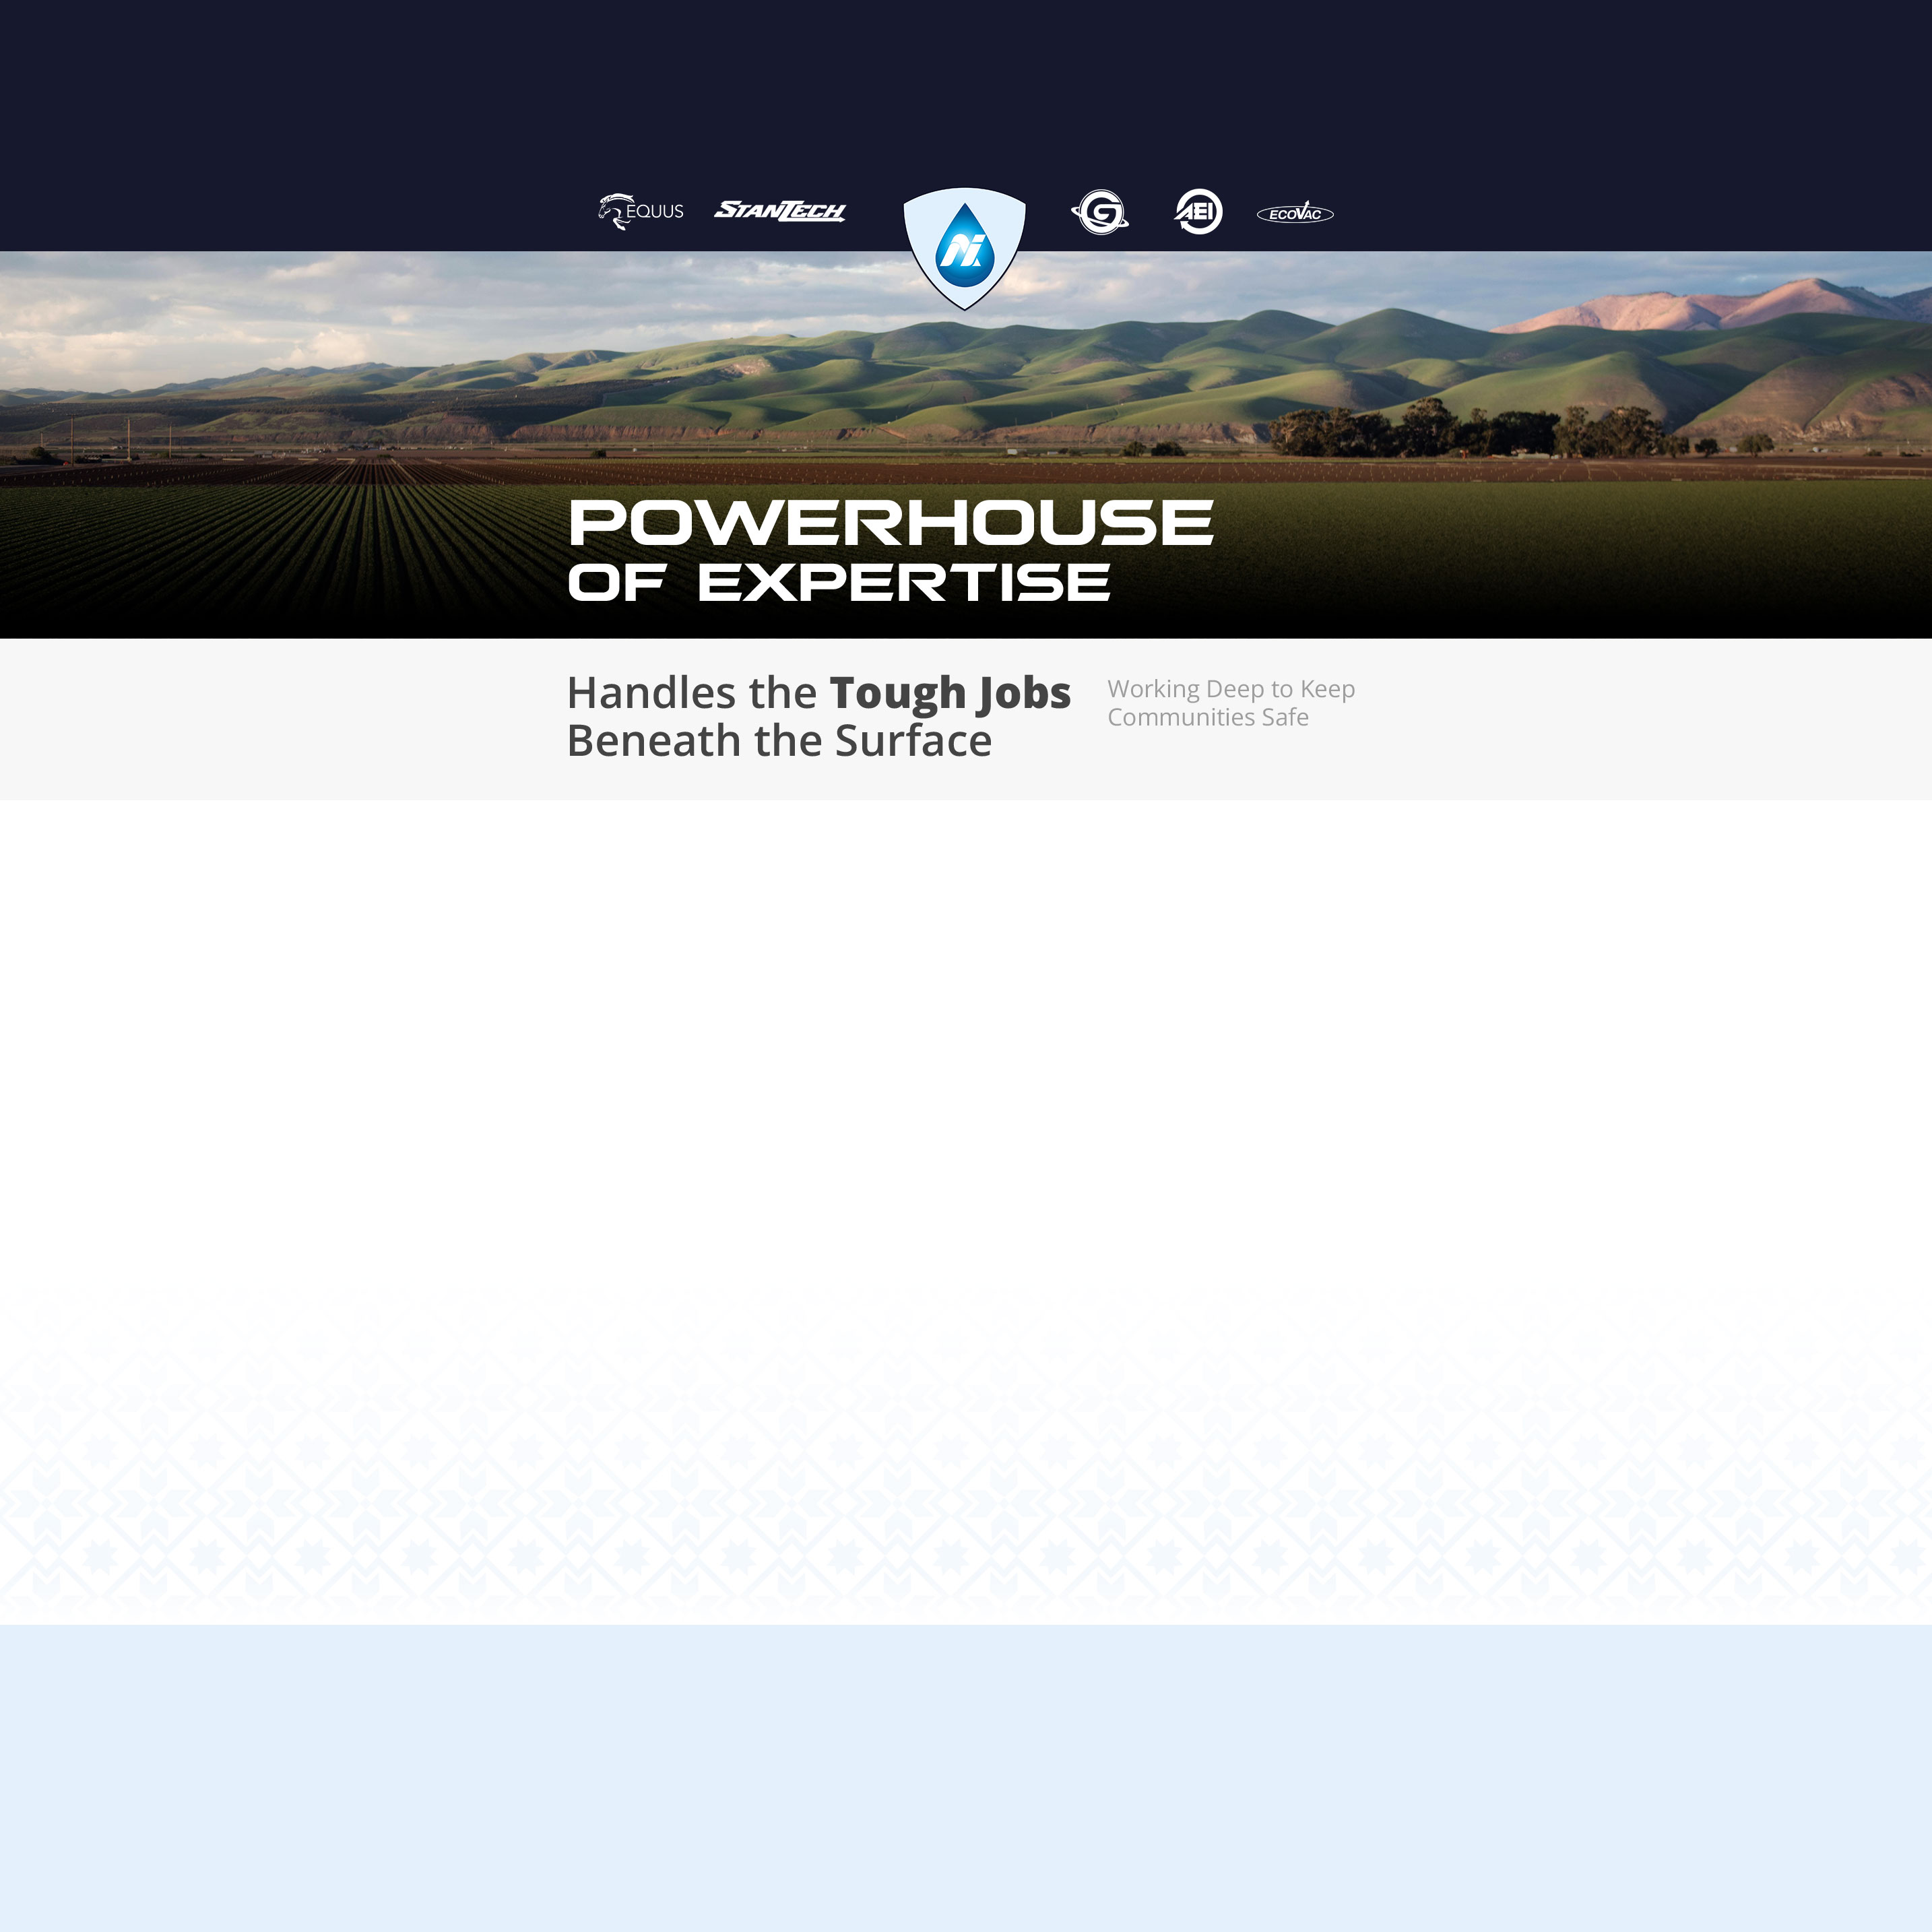 EQUUS
STANTECH
Ni
G
AEI
ECOVAC
POWERHOUSE
OF EXPERTISE
Handles the Tough Jobs
Beneath the Surface
Working Deep to Keep
Communities Safe